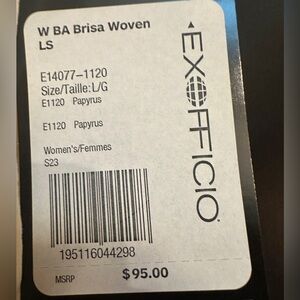 W BA Brisa Woven
LS
E14077-1120
Size/Taille:L/G
E1120 Papyrus
E1120 Papyrus
Women's/Femmes
S23
195116044298
MSRP $95.00
EXOFFICIO